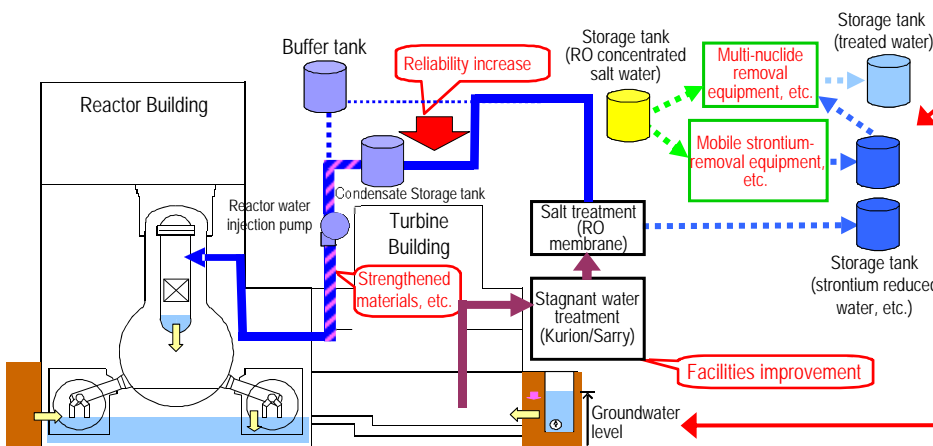 Storage tank
(treated water)
Storage tank
(RO concentrated
salt water)
Buffer tank
Reliability increase
Multi-nuclide
removal
equipment, etc.
Reactor Building
Mobile strontium-
removal equipment,
etc.
Condensate Storage tank
Reactor water
injection pump
Turbine
Building
Salt treatment
(RO
membrane)
Storage tank
(strontium reduced
water, etc.)
Strengthened
materials, etc.
Stagnant water
treatment
(Kurion/Sarry)
Facilities improvement
Groundwater
level